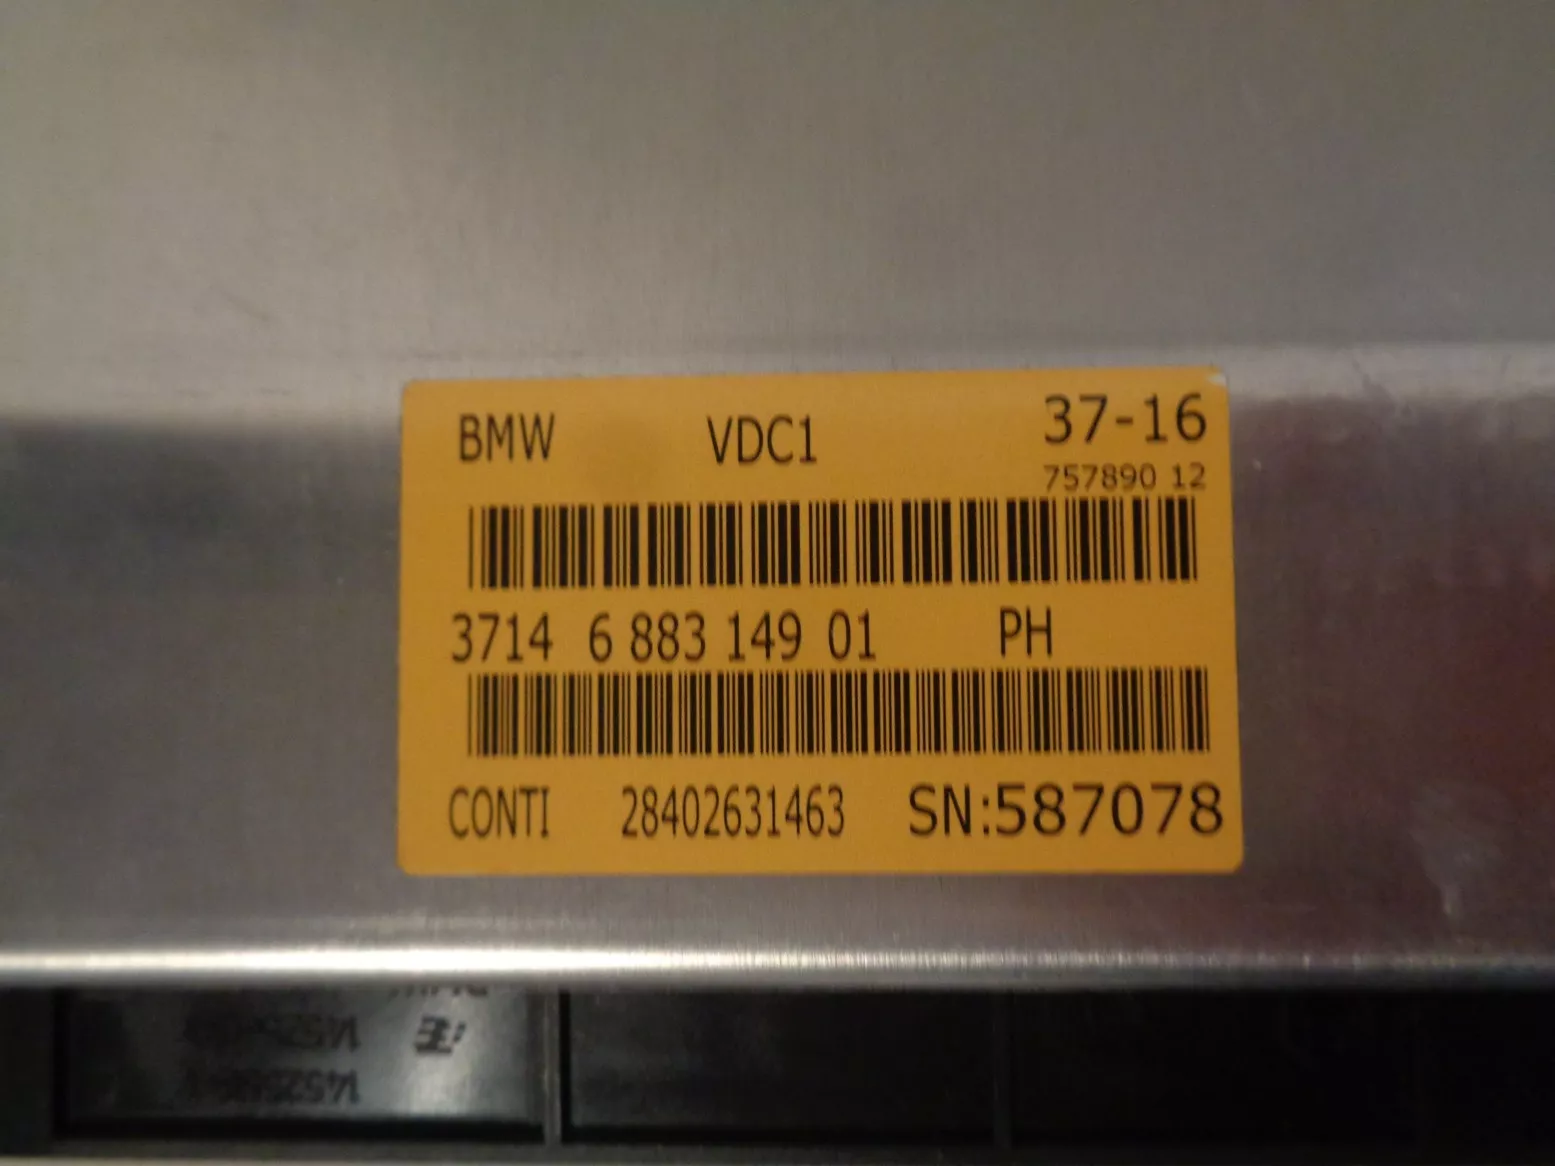 BMW VDC1 37-16
757890 12
3714 6 883 149 01 PH
CONTI 28402631463 SN:587078